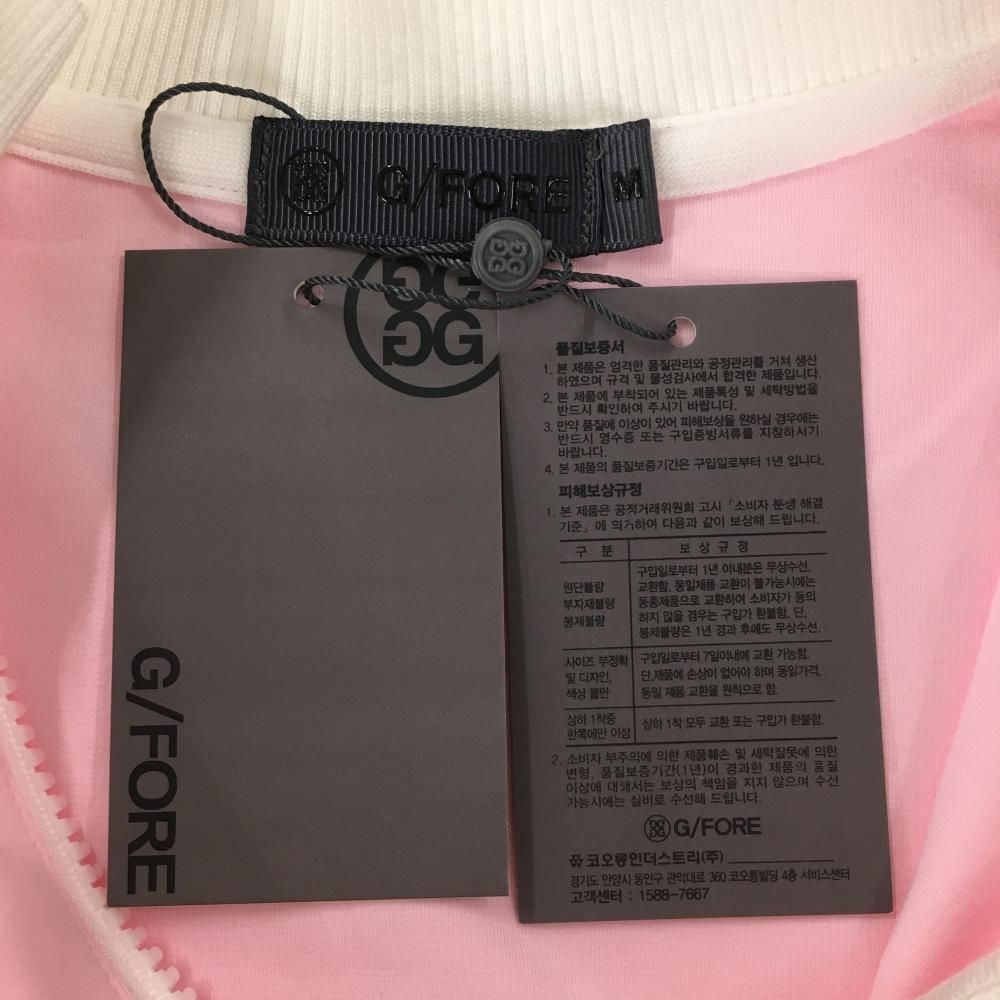 G/FORE
M
G/FORE
품질보증서
1. 본 제품은 엄격한 품질관리와 공정관리를 거쳐 생산
하였으며 규격 및 물성검사에서 합격한 제품입니다.
2. 본 제품에 부착되어 있는 제품특성 및 세탁방법을
반드시 확인하여 주시기 바랍니다.
3. 만약 품질에 이상이 있어 피해보상을 원하실 경우에는
반드시 영수증 또는 구입증빙서류를 지참하시기
바랍니다.
4. 본 제품의 품질보증기간은 구입일로부터 1년 입니다.
피해보상규정
1. 본 제품은 공적거래위원회 고시 「소비자 분생 해결
기준」에 의거하여 다음과 같이 보상해 드립니다.
구 분 보 상 규 정
원단불량
부자재불량
봉제불량
구입일로부터 1년 이내분은 무상수선,
교환함. 동일제품 교환이 불가능시에는
동종제품으로 교환하여 소비자가 동의
하지 않을 경우는 구입가 환불함. 단,
봉제불량은 1년 경과 후에도 무상수선.
사이즈 부정확
및 디자인,
색상 불만
구입일로부터 7일이내에 교환 가능함.
단,제품에 손상이 없어야 하며 동일가격,
동일 제품 교환을 원칙으로 함.
상하 1착중
한쪽에만 이상
상하 1착 모두 교환 또는 구입가 환불함.
2. 소비자 부주의에 의한 제품훼손 및 세탁잘못에 의한
변형, 품질보증기간(1년)이 경과한 제품의 품질
이상에 대해서는 보상의 책임을 지지 않으며 수선
가능시에는 실비로 수선해 드립니다.
G/FORE
코오롱인더스트리(주)
경기도 안양시 동안구 관악대로 360 코오롱빌딩 4층 서비스센터
고객센터 : 1588-7667